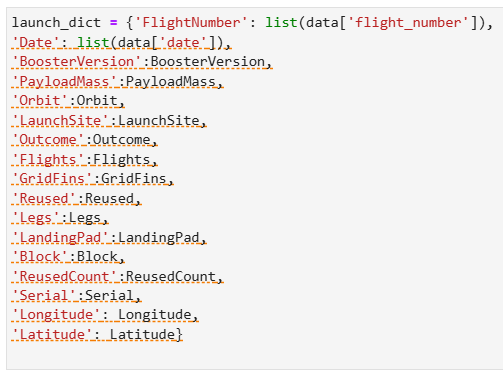 launch_dict = {'FlightNumber': list(data['flight_number']),
'Date': list(data['date']),
'BoosterVersion':BoosterVersion,
'PayloadMass':PayloadMass,
'Orbit':Orbit,
'LaunchSite':LaunchSite,
'Outcome':Outcome,
'Flights':Flights,
'GridFins':GridFins,
'Reused':Reused,
'Legs':Legs,
'LandingPad':LandingPad,
'Block':Block,
'ReusedCount':ReusedCount,
'Serial':Serial,
'Longitude': Longitude,
'Latitude': Latitude}